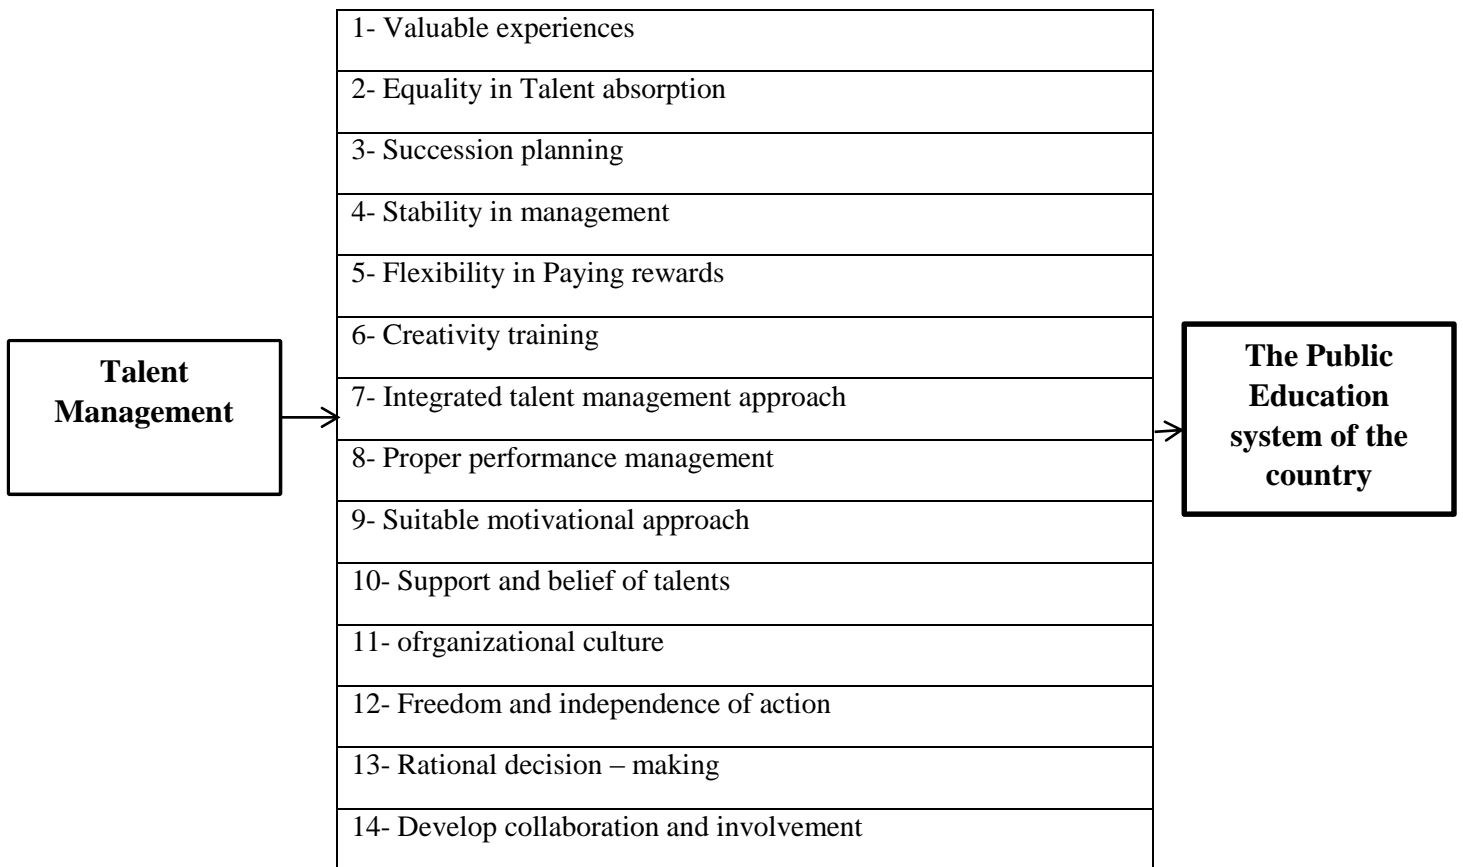 1- Valuable experiences
2- Equality in Talent absorption
3- Succession planning
4- Stability in management
5- Flexibility in Paying rewards
6- Creativity training
7- Integrated talent management approach
8- Proper performance management
9- Suitable motivational approach
10- Support and belief of talents
11- ofrganizational culture
12- Freedom and independence of action
13- Rational decision – making
14- Develop collaboration and involvement
Talent
Management
The Public
Education
system of the
country